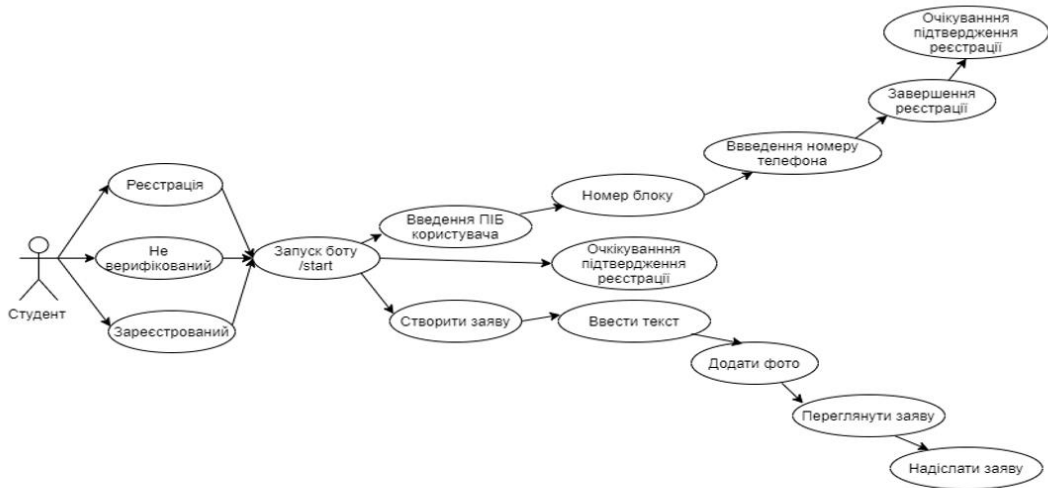 Очікуванння
підтвердження
реєстрації
Завершення
реєстрації
Ввведення номеру
телефона
Реєстрація
Номер блоку
Введення ПІБ
користувача
Не
верифікований
Запуск боту
/start
Очкікуванння
підтвердження
реєстрації
Студент
Зареєстрований
Створити заяву
Ввести текст
Додати фото
Переглянути заяву
Надіслати заяву